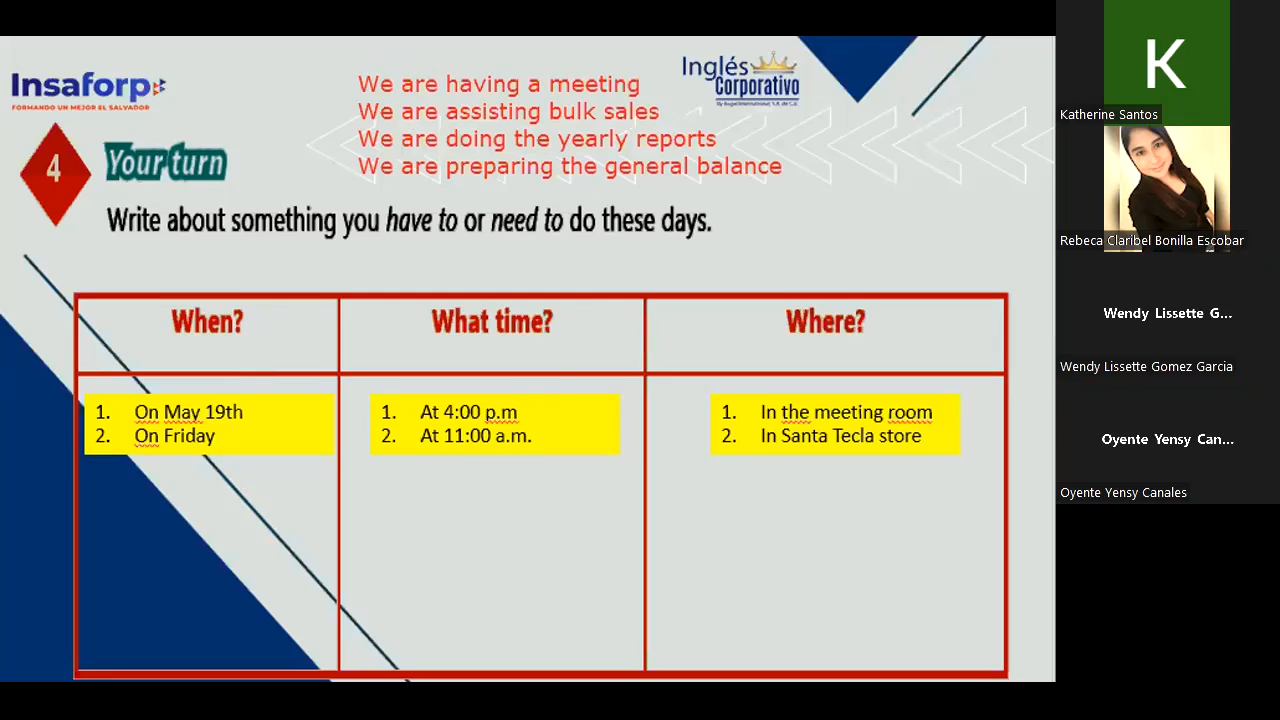 Insaforp
FORMANDO UN MEJOR EL SALVADOR
Inglés
Corporativo
We are having a meeting
We are assisting bulk sales
We are doing the yearly reports
We are preparing the general balance
4
Your turn
Write about something you have to or need to do these days.
When?
What time?
Where?
1. On May 19th
2. On Friday
1. At 4:00 p.m
2. At 11:00 a.m.
1. In the meeting room
2. In Santa Tecla store
K
Katherine Santos
Rebeca Claribel Bonilla Escobar
Wendy Lissette G...
Wendy Lissette Gomez Garcia
Oyente Yensy Can...
Oyente Yensy Canales